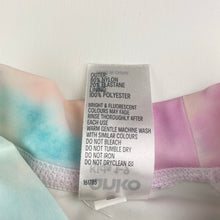 OUTER:
80% NYLON
20% ELASTANE
LINING:
100% POLYESTER
BRIGHT & FLUORESCENT
COLOURS MAY FADE
RINSE THOROUGHLY
AFTER EACH USE
WARM GENTLE MACHINE WASH
WITH SIMILAR COLOURS
DO NOT BLEACH
DO NOT TUMBLE DRY
DO NOT IRON
DO NOT DRYCLEAN